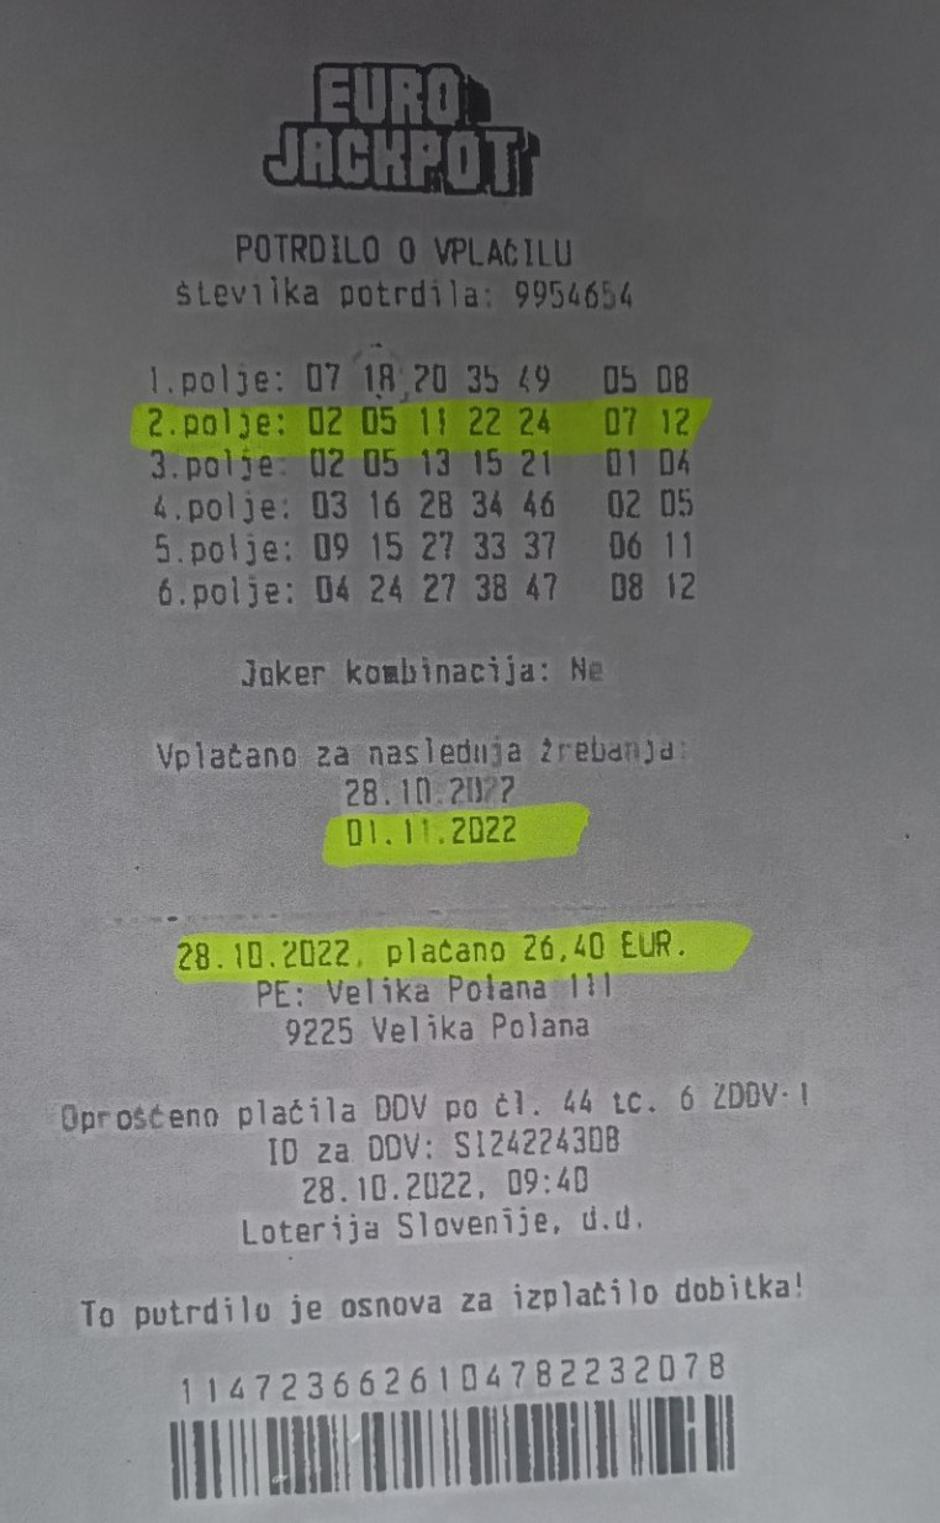 EURO
JACKPOT
POTRDILO O VPLAČILU
številka potrdila: 9954654
1.polje: 07 18 20 35 49 05 08
2.polje: 02 05 11 22 24 07 12
3.polje: 02 05 13 15 21 01 04
4.polje: 03 16 28 34 46 02 05
5.polje: 09 15 27 33 37 06 11
6.polje: 04 24 27 38 47 08 12
Joker kombinacija: Ne
Vplačano za naslednja žrebanja:
28.10.2022
01.11.2022
28.10.2022, plačano 26,40 EUR.
PE: Velika Polana 111
9225 Velika Polana
Oproščeno plačila DDV po čl. 44 tč. 6 ZDDV-1
ID za DDV: SI24224308
28.10.2022, 09:40
Loterija Slovenije, d.d.
To potrdilo je osnova za izplačilo dobitka!
1147236626104782232078